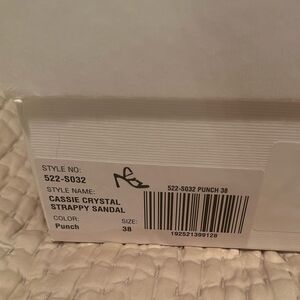 STYLE NO:
522-S032
STYLE NAME:
CASSIE CRYSTAL
STRAPPY SANDAL
COLOR: SIZE:
Punch 38
522-S032 PUNCH 38
192521399128